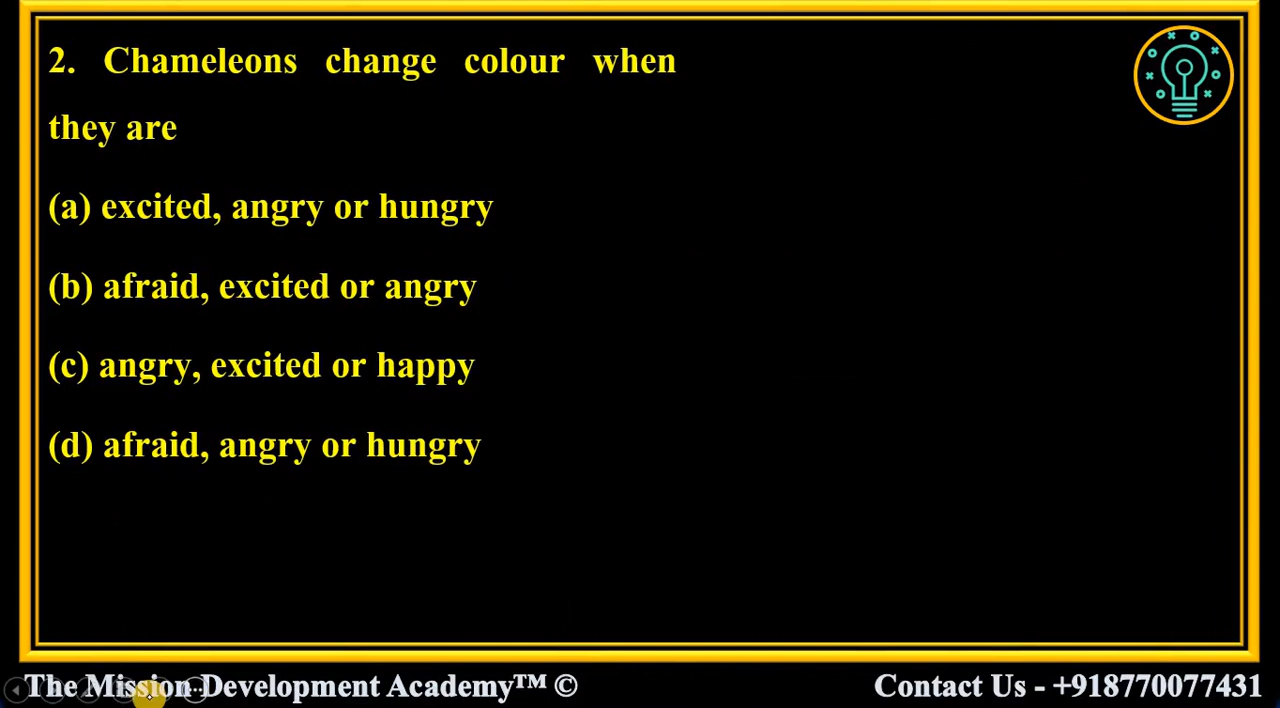 2. Chameleons change colour when
they are
(a) excited, angry or hungry
(b) afraid, excited or angry
(c) angry, excited or happy
(d) afraid, angry or hungry
The Mission Development Academy™ © Contact Us - +918770077431